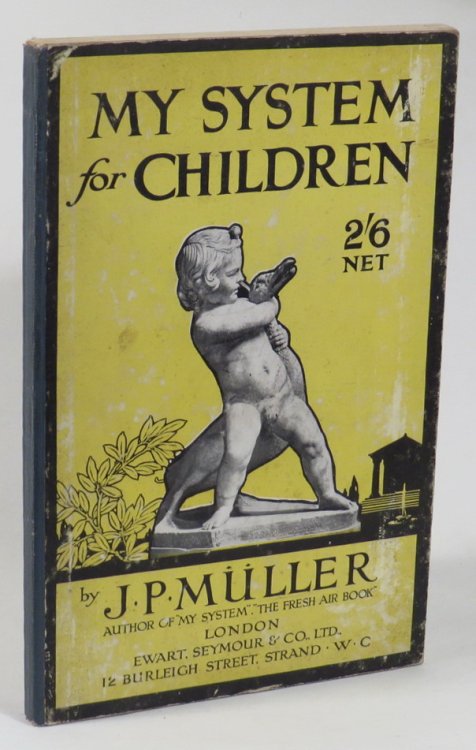 MY SYSTEM
for CHILDREN
2'/6
NET
by J.P.MÜLLER
AUTHOR OF "MY SYSTEM", "THE FRESH AIR BOOK"
LONDON
EWART, SEYMOUR & CO., LTD.
12 BURLEIGH STREET, STRAND · W · C